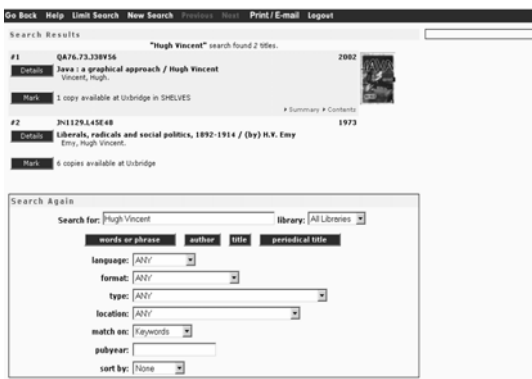 Go Back Help Limit Search New Search Previous Next Print / E-mail Logout
Search Results
"Hugh Vincent" search found 2 titles.
#1 QA76.73.J38V56 2002
Details Java : a graphical approach / Hugh Vincent
Vincent, Hugh.
Mark 1 copy available at Uxbridge in SHELVES
Summary Contents
JAVA
#2 JN1129.L45E48 1973
Details Liberals, radicals and social politics, 1892-1914 / (by) H.V. Emy
Emy, Hugh Vincent.
Mark 6 copies available at Uxbridge
Search Again
Search for: Hugh Vincent library: All Libraries
words or phrase author title periodical title
language: ANY
format: ANY
type: ANY
location: ANY
match on: Keywords
pubyear:
sort by: None